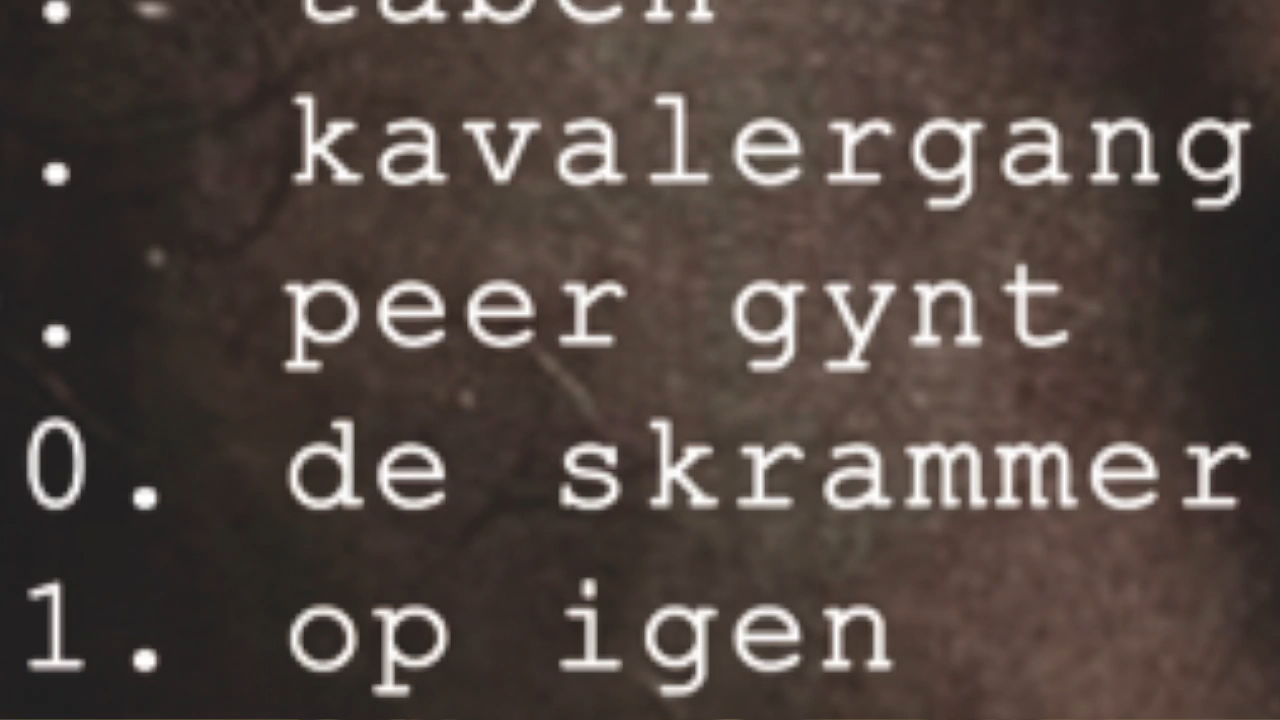 . kavalergang
. peer gynt
0. de skrammer
1. op igen